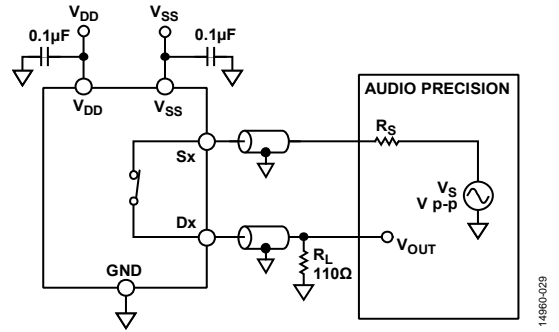 VDD
VSS
0.1µF
0.1µF
VDD
VSS
AUDIO PRECISION
RS
Sx
VS
V p-p
Dx
VOUT
RL
110Ω
GND
14960-029